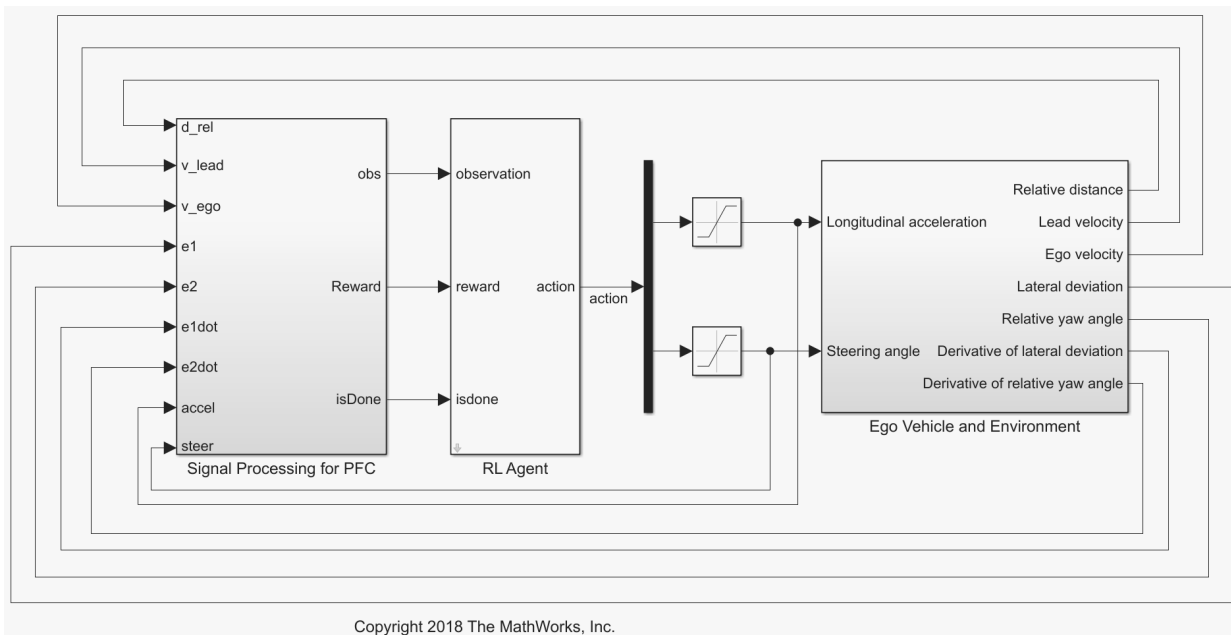 d_rel
v_lead
v_ego
e1
e2
e1dot
e2dot
accel
steer
obs
Reward
isDone
Signal Processing for PFC
observation
reward
isdone
action
RL Agent
action
Longitudinal acceleration
Steering angle
Relative distance
Lead velocity
Ego velocity
Lateral deviation
Relative yaw angle
Derivative of lateral deviation
Derivative of relative yaw angle
Ego Vehicle and Environment
Copyright 2018 The MathWorks, Inc.